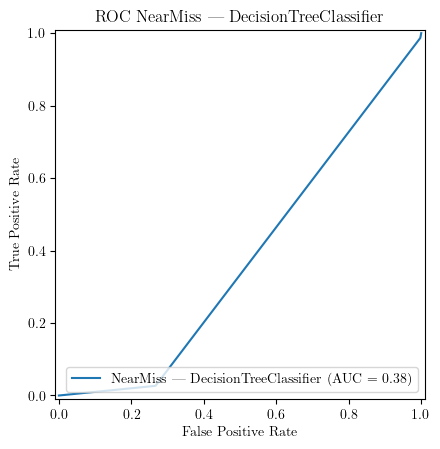 ROC NearMiss — DecisionTreeClassifier
1.0
0.8
0.6
0.4
0.2
0.0
True Positive Rate
NearMiss — DecisionTreeClassifier (AUC = 0.38)
0.0 0.2 0.4 0.6 0.8 1.0
False Positive Rate